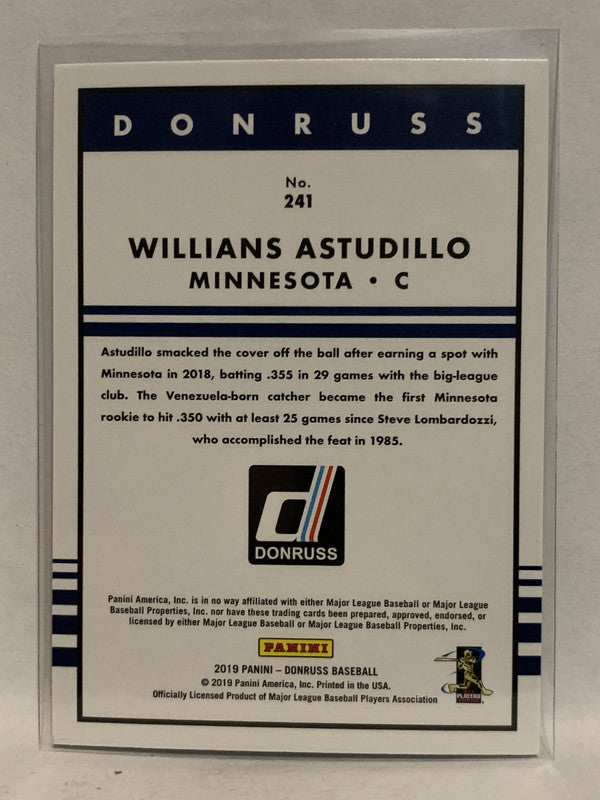 DONRUSS
No.
241
WILLIANS ASTUDILLO
MINNESOTA • C
Astudillo smacked the cover off the ball after earning a spot with
Minnesota in 2018, batting .355 in 29 games with the big-league
club. The Venezuela-born catcher became the first Minnesota
rookie to hit .350 with at least 25 games since Steve Lombardozzi,
who accomplished the feat in 1985.
d
DONRUSS
Panini America, Inc. is in no way affiliated with either Major League Baseball or Major League
Baseball Properties, Inc. nor have these trading cards been prepared, approved, endorsed, or
licensed by either Major League Baseball or Major League Baseball Properties, Inc.
PANINI
2019 PANINI – DONRUSS BASEBALL
© 2019 Panini America, Inc. Printed in the USA.
Officially Licensed Product of Major League Baseball Players Association
PLAYERS